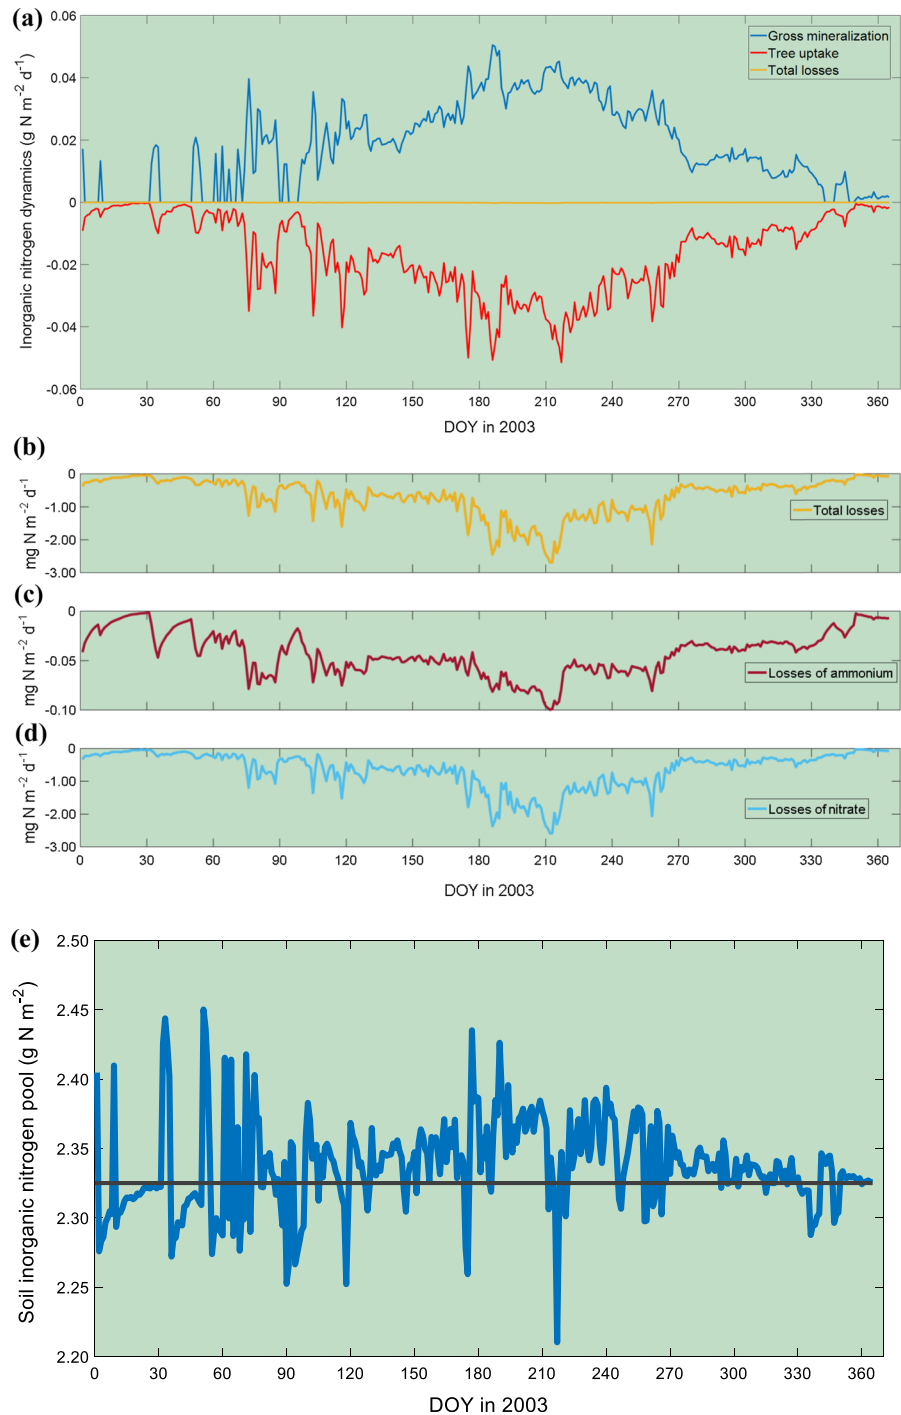 (a)
0.06
0.04
0.02
0
-0.02
-0.04
-0.06
Inorganic nitrogen dynamics (g N m⁻² d⁻¹)
Gross mineralization
Tree uptake
Total losses
0 30 60 90 120 150 180 210 240 270 300 330 360
DOY in 2003
(b)
0
-1.00
-2.00
-3.00
mg N m⁻² d⁻¹
Total losses
(c)
0
-0.05
-0.10
mg N m⁻² d⁻¹
Losses of ammonium
(d)
0
-1.00
-2.00
-3.00
mg N m⁻² d⁻¹
Losses of nitrate
0 30 60 90 120 150 180 210 240 270 300 330 360
DOY in 2003
(e)
2.50
2.45
2.40
2.35
2.30
2.25
2.20
Soil inorganic nitrogen pool (g N m⁻²)
0 30 60 90 120 150 180 210 240 270 300 330 360
DOY in 2003